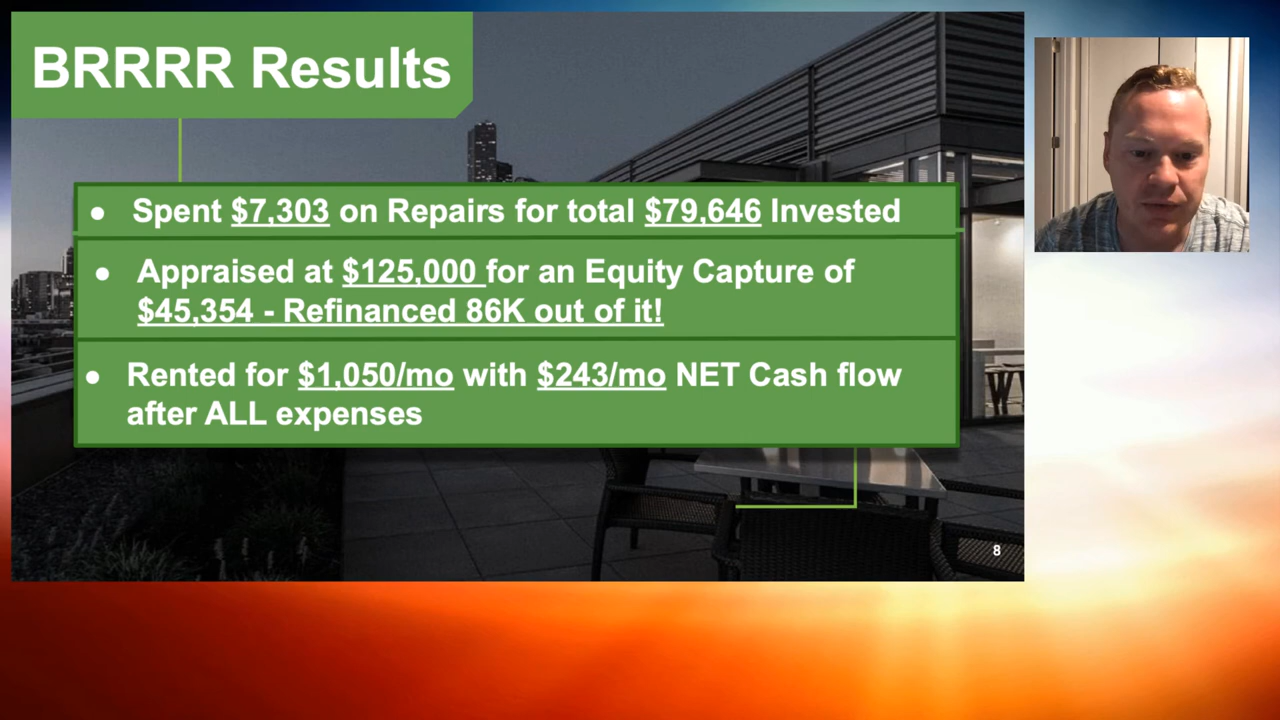 BRRRR Results
● Spent $7,303 on Repairs for total $79,646 Invested
● Appraised at $125,000 for an Equity Capture of
$45,354 - Refinanced 86K out of it!
● Rented for $1,050/mo with $243/mo NET Cash flow
after ALL expenses
8